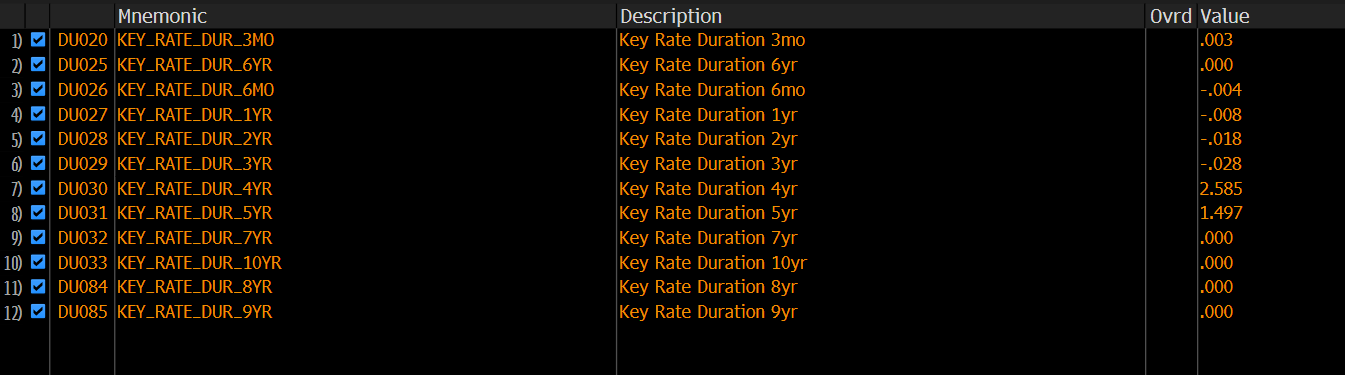 Mnemonic Description Ovrd Value
1) DU020 KEY_RATE_DUR_3MO Key Rate Duration 3mo .003
2) DU025 KEY_RATE_DUR_6YR Key Rate Duration 6yr .000
3) DU026 KEY_RATE_DUR_6MO Key Rate Duration 6mo -.004
4) DU027 KEY_RATE_DUR_1YR Key Rate Duration 1yr -.008
5) DU028 KEY_RATE_DUR_2YR Key Rate Duration 2yr -.018
6) DU029 KEY_RATE_DUR_3YR Key Rate Duration 3yr -.028
7) DU030 KEY_RATE_DUR_4YR Key Rate Duration 4yr 2.585
8) DU031 KEY_RATE_DUR_5YR Key Rate Duration 5yr 1.497
9) DU032 KEY_RATE_DUR_7YR Key Rate Duration 7yr .000
10) DU033 KEY_RATE_DUR_10YR Key Rate Duration 10yr .000
11) DU084 KEY_RATE_DUR_8YR Key Rate Duration 8yr .000
12) DU085 KEY_RATE_DUR_9YR Key Rate Duration 9yr .000